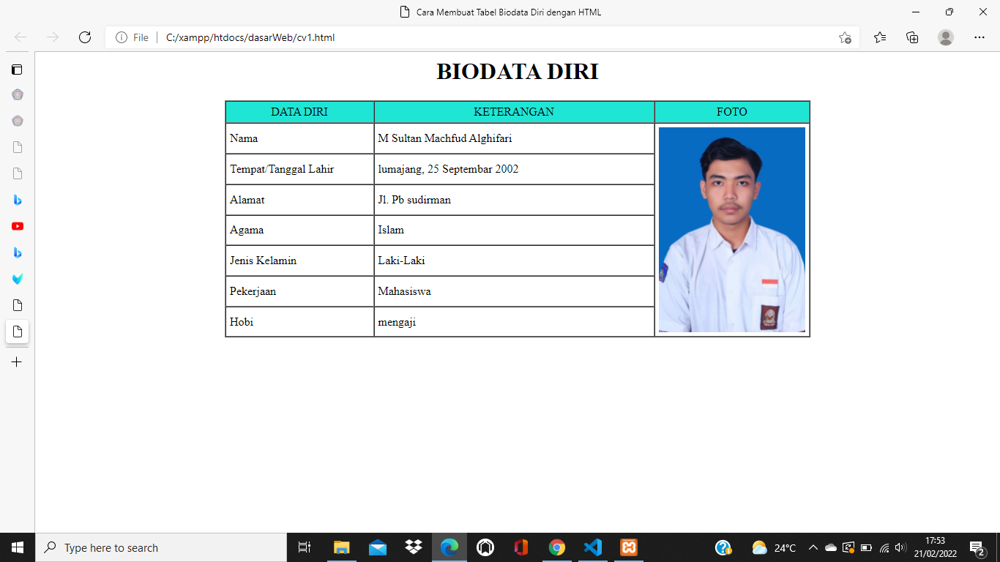 Cara Membuat Tabel Biodata Diri dengan HTML
File C:/xampp/htdocs/dasarWeb/cv1.html
BIODATA DIRI
DATA DIRI KETERANGAN FOTO
Nama M Sultan Machfud Alghifari
Tempat/Tanggal Lahir lumajang, 25 Septembar 2002
Alamat Jl. Pb sudirman
Agama Islam
Jenis Kelamin Laki-Laki
Pekerjaan Mahasiswa
Hobi mengaji
Type here to search
24°C
17:53
21/02/2022
2